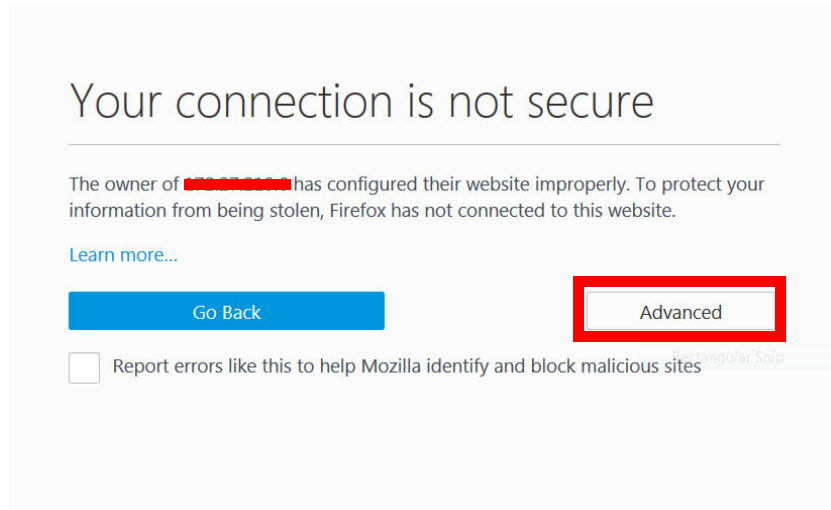 Your connection is not secure
The owner of has configured their website improperly. To protect your
information from being stolen, Firefox has not connected to this website.
Learn more...
Go Back
Advanced
Report errors like this to help Mozilla identify and block malicious sites
Rectangular Snip